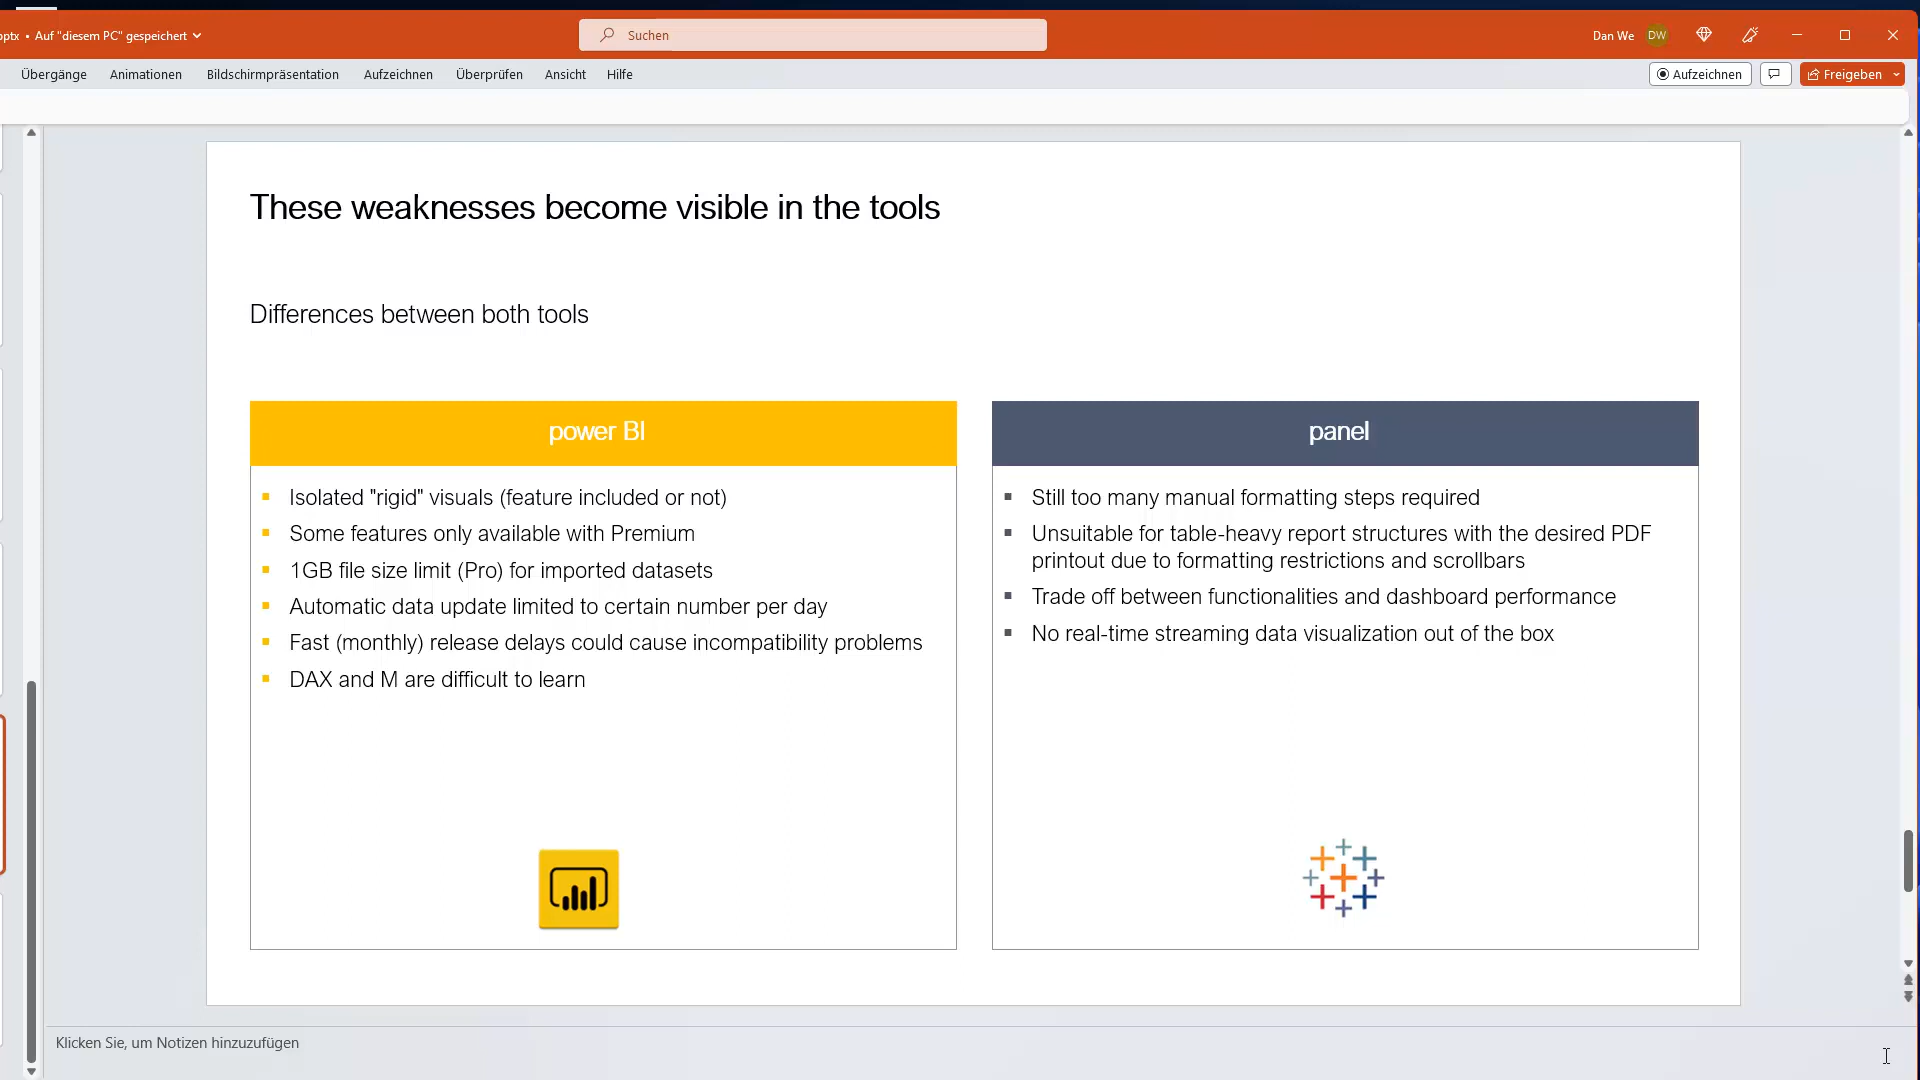 pptx • Auf "diesem PC" gespeichert
Suchen
Dan We
DW
Übergänge
Animationen
Bildschirmpräsentation
Aufzeichnen
Überprüfen
Ansicht
Hilfe
Aufzeichnen
Freigeben
These weaknesses become visible in the tools
Differences between both tools
power BI
Isolated "rigid" visuals (feature included or not)
Some features only available with Premium
1GB file size limit (Pro) for imported datasets
Automatic data update limited to certain number per day
Fast (monthly) release delays could cause incompatibility problems
DAX and M are difficult to learn
panel
Still too many manual formatting steps required
Unsuitable for table-heavy report structures with the desired PDF
printout due to formatting restrictions and scrollbars
Trade off between functionalities and dashboard performance
No real-time streaming data visualization out of the box
Klicken Sie, um Notizen hinzuzufügen